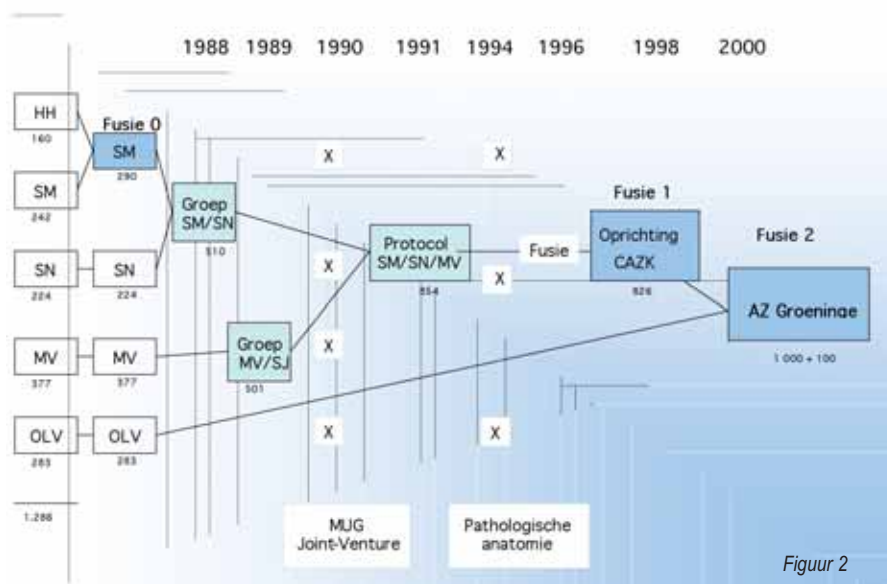 1988 1989 1990 1991 1994 1996 1998 2000
HH
160
Fusie 0
SM
290
X
X
SM
242
Groep
SM/SN
510
Fusie 1
Oprichting
CAZK
926
Fusie 2
Protocol
SM/SN/MV
854
Fusie
SN
224
SN
224
X
X
AZ Groeninge
1 000 + 100
Groep
MV/SJ
501
X
MV
377
MV
377
OLV
283
OLV
283
X
X
1.286
MUG
Joint-Venture
Pathologische
anatomie
Figuur 2